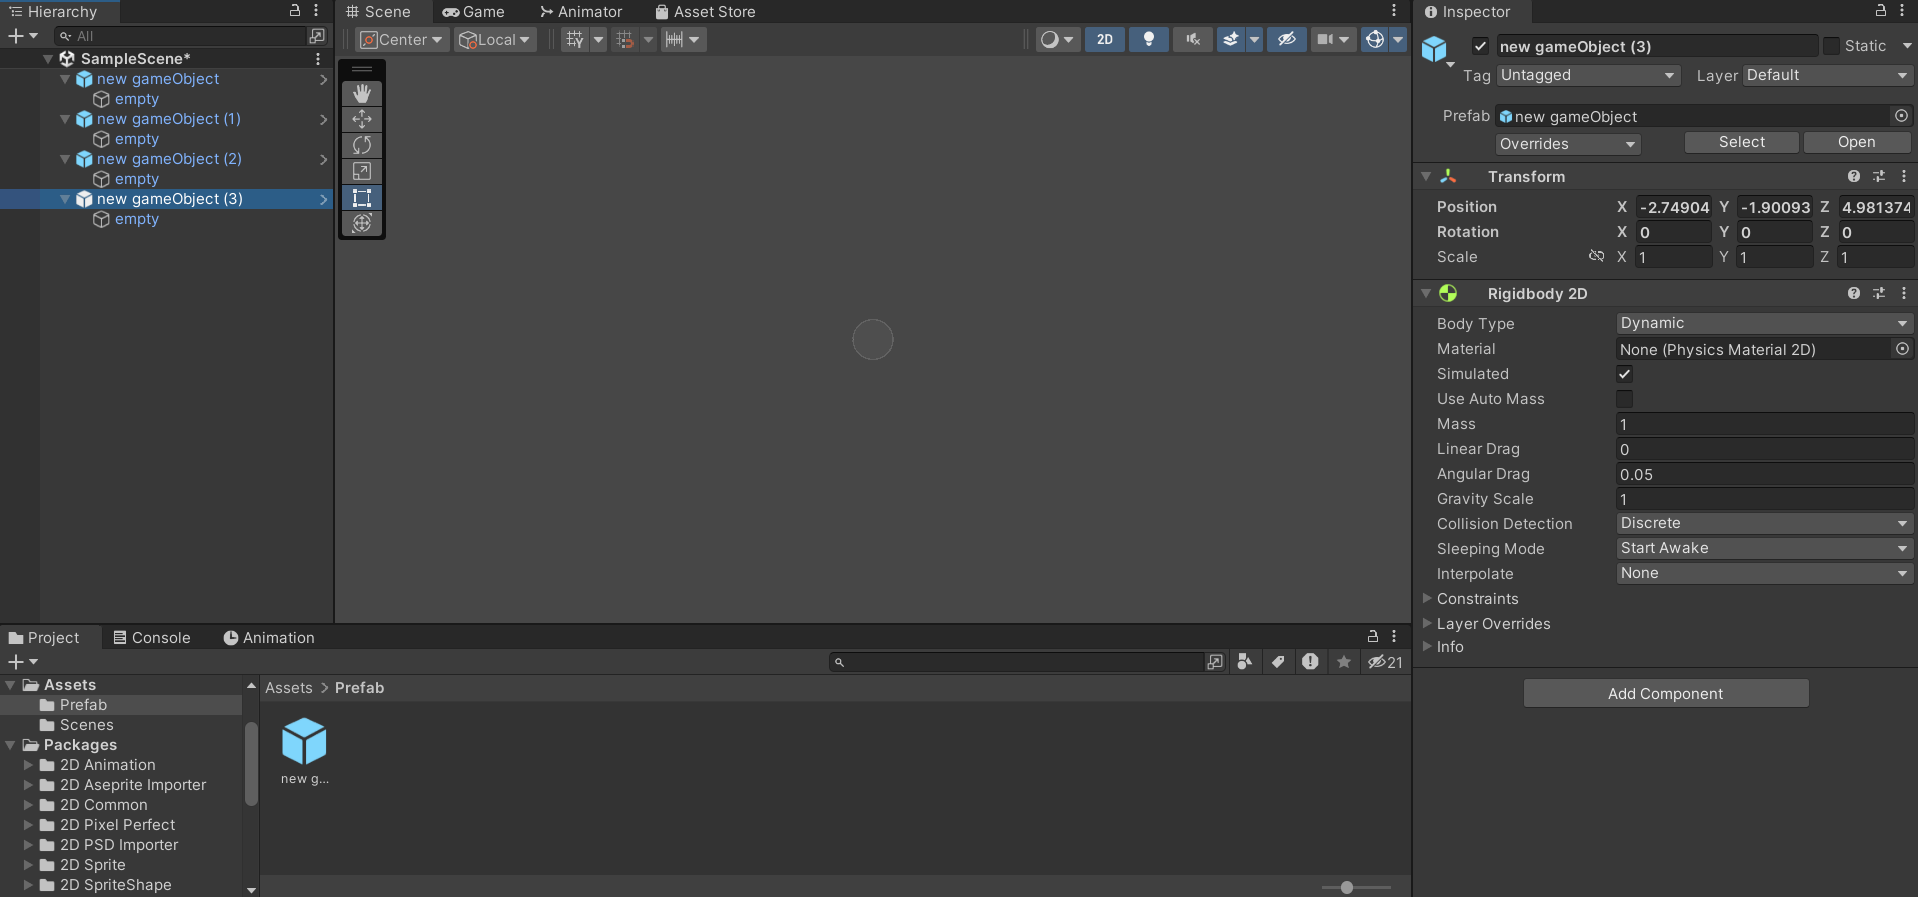 Hierarchy
All
SampleScene*
new gameObject
empty
new gameObject (1)
empty
new gameObject (2)
empty
new gameObject (3)
empty
Scene Game Animator Asset Store
Center Local 2D
Project Console Animation
21
Assets
Prefab
Scenes
Packages
2D Animation
2D Aseprite Importer
2D Common
2D Pixel Perfect
2D PSD Importer
2D Sprite
2D SpriteShape
Assets > Prefab
new g...
Inspector
new gameObject (3) Static
Tag Untagged Layer Default
Prefab new gameObject
Overrides Select Open
Transform
Position X -2.74904 Y -1.90093 Z 4.981374
Rotation X 0 Y 0 Z 0
Scale X 1 Y 1 Z 1
Rigidbody 2D
Body Type Dynamic
Material None (Physics Material 2D)
Simulated
Use Auto Mass
Mass 1
Linear Drag 0
Angular Drag 0.05
Gravity Scale 1
Collision Detection Discrete
Sleeping Mode Start Awake
Interpolate None
Constraints
Layer Overrides
Info
Add Component